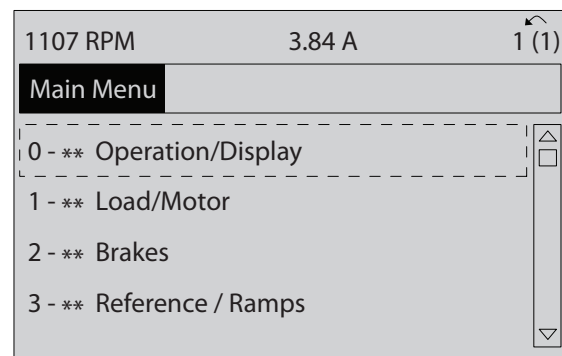 1107 RPM 3.84 A 1 (1)
Main Menu
0 - ** Operation/Display
1 - ** Load/Motor
2 - ** Brakes
3 - ** Reference / Ramps